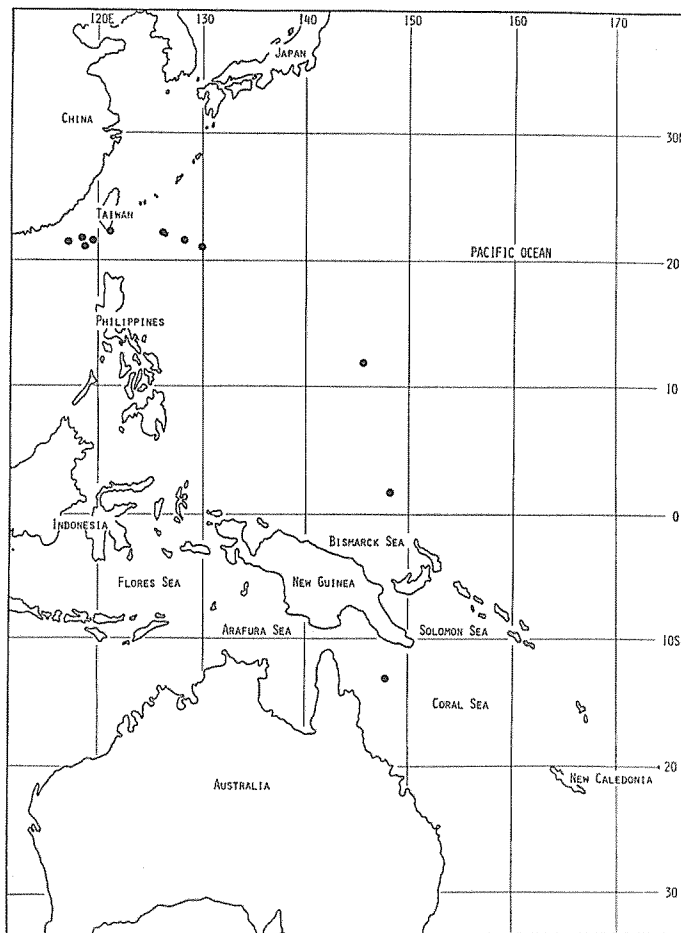 120E 130 140 150 160 170
JAPAN
CHINA
30N
TAIWAN
PACIFIC OCEAN
20
PHILIPPINES
10
0
INDONESIA
BISMARCK SEA
FLORES SEA
NEW GUINEA
ARAFURA SEA
SOLOMON SEA
10S
CORAL SEA
20
NEW CALEDONIA
AUSTRALIA
30